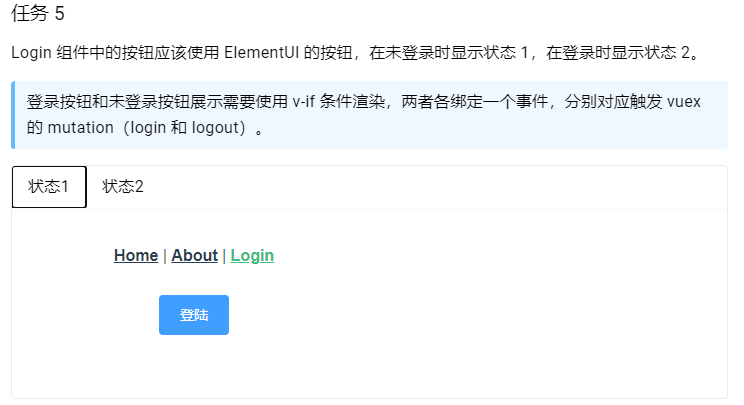 任务 5
Login 组件中的按钮应该使用 ElementUI 的按钮，在未登录时显示状态 1，在登录时显示状态 2。
登录按钮和未登录按钮展示需要使用 v-if 条件渲染，两者各绑定一个事件，分别对应触发 vuex
的 mutation（login 和 logout）。
状态1 状态2
Home | About | Login
登陆